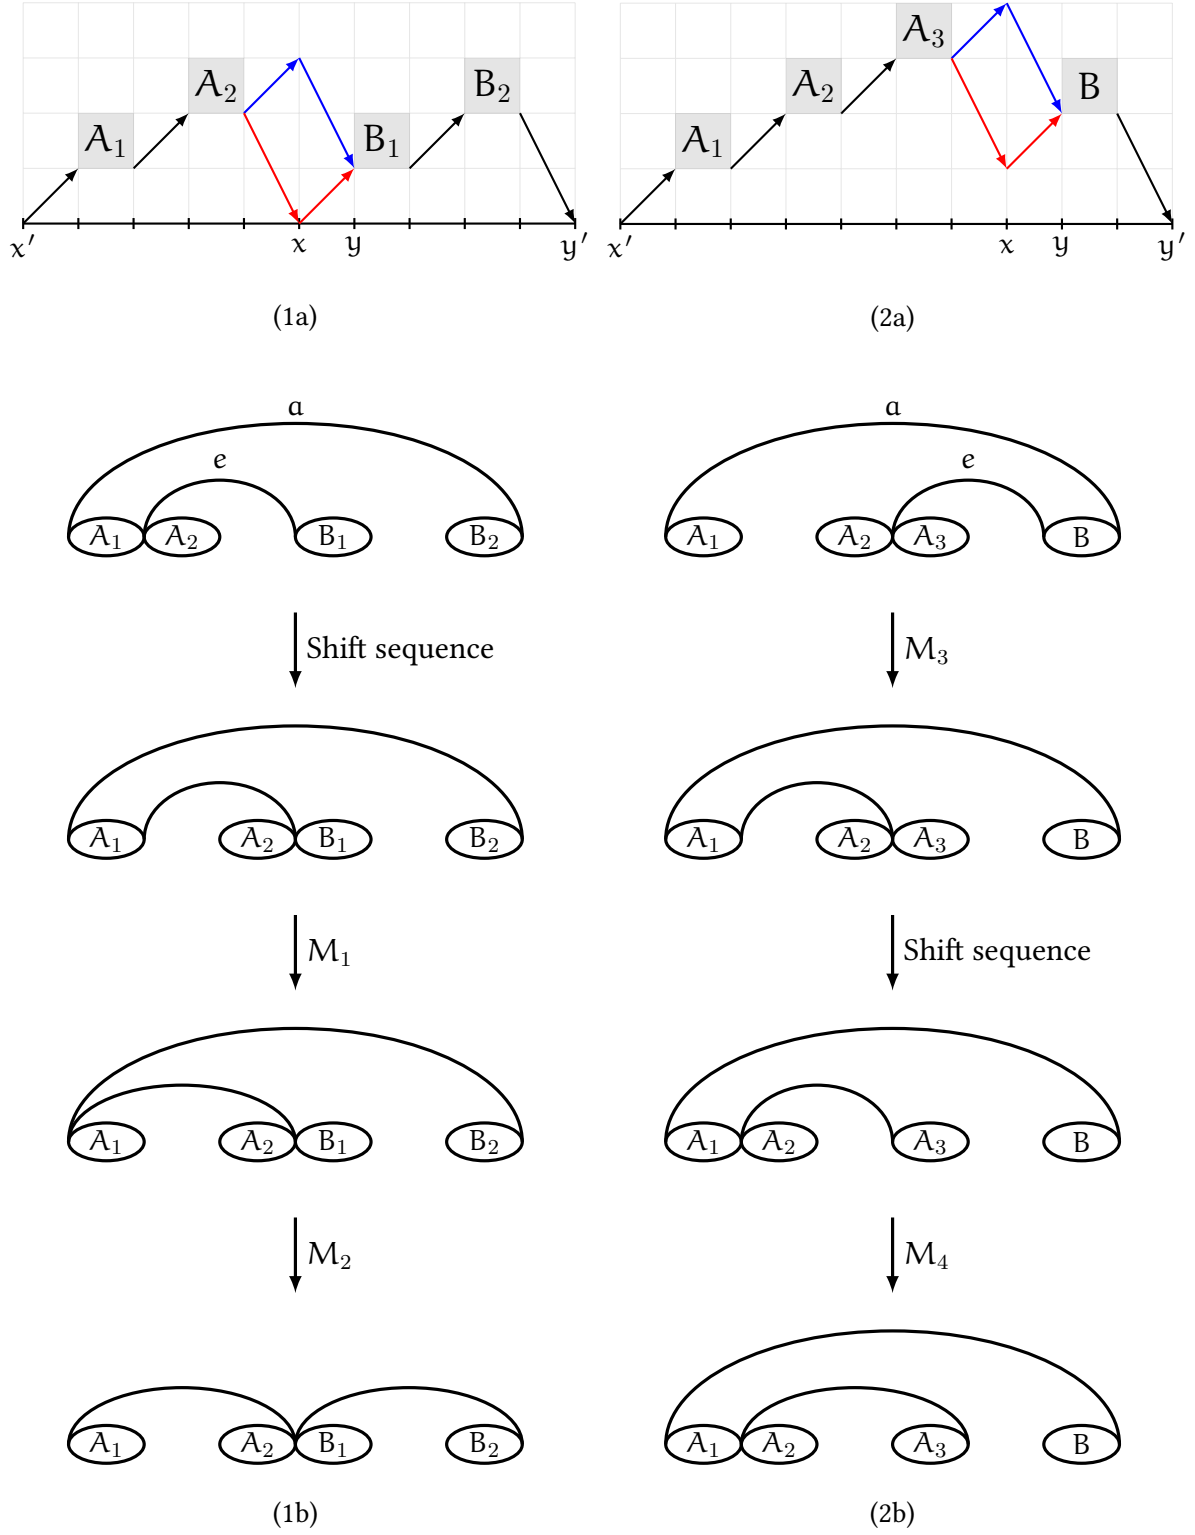 A₁ A₂ B₁ B₂
x′ x y y′
(1a)
A₁ A₂ A₃ B
x′ x y y′
(2a)
a
e
A₁ A₂ B₁ B₂
Shift sequence
A₁ A₂ B₁ B₂
M₁
A₁ A₂ B₁ B₂
M₂
A₁ A₂ B₁ B₂
(1b)
a
e
A₁ A₂ A₃ B
M₃
A₁ A₂ A₃ B
Shift sequence
A₁ A₂ A₃ B
M₄
A₁ A₂ A₃ B
(2b)